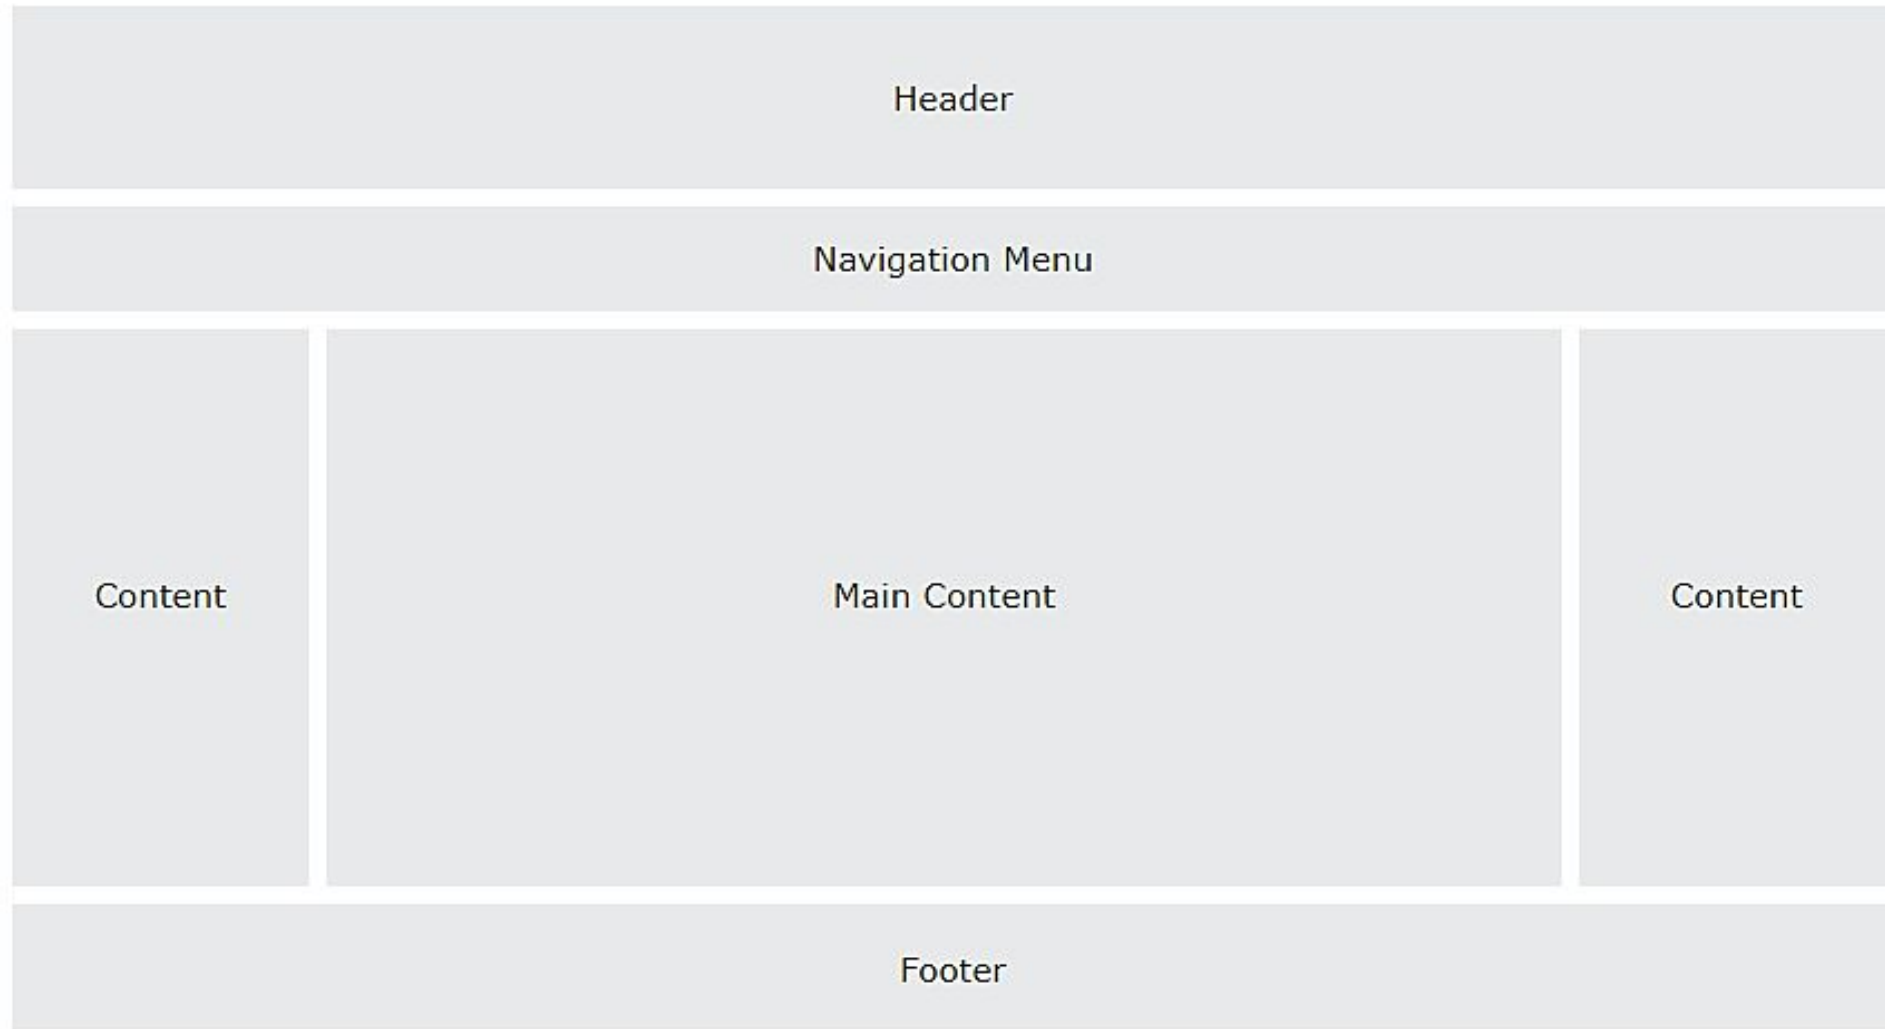 Header
Navigation Menu
Content
Main Content
Content
Footer